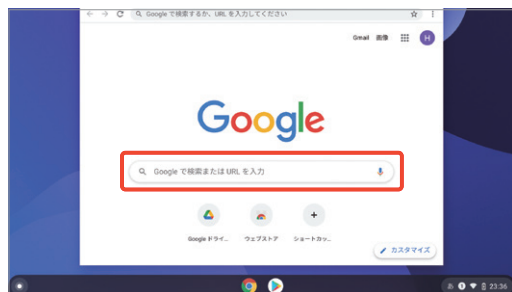 Google で検索するか、URL を入力してください
Gmail 画像 H
Google
Google で検索または URL を入力
Google ドライ... ウェブストア ショートカッ...
カスタマイズ
あ 23:36